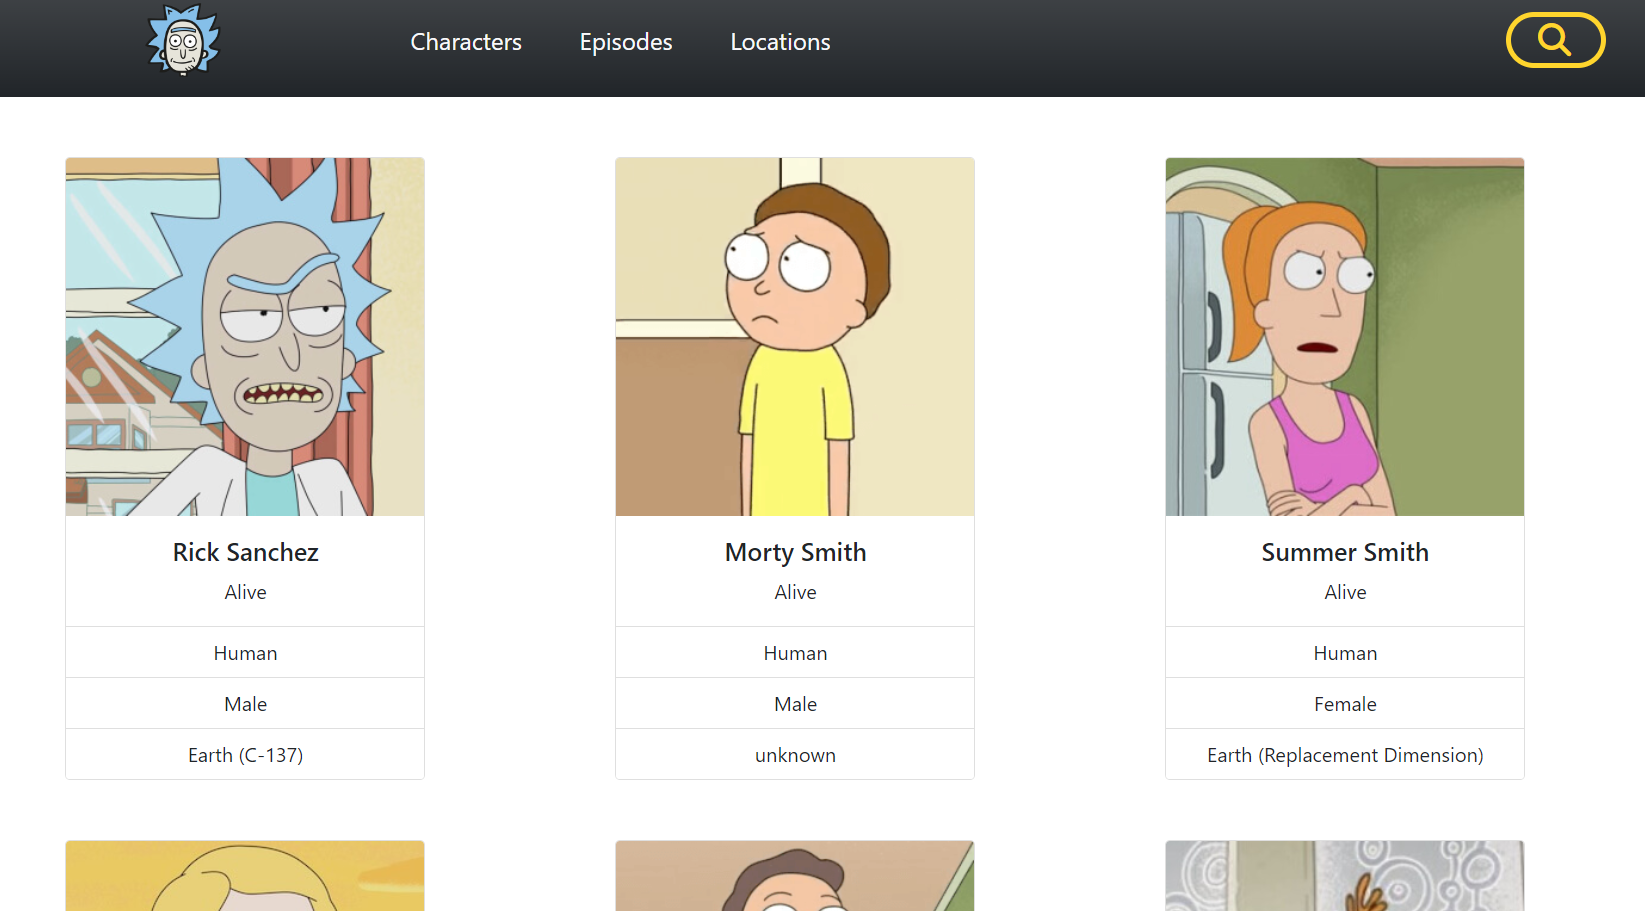 Characters
Episodes
Locations
Rick Sanchez
Alive
Human
Male
Earth (C-137)
Morty Smith
Alive
Human
Male
unknown
Summer Smith
Alive
Human
Female
Earth (Replacement Dimension)